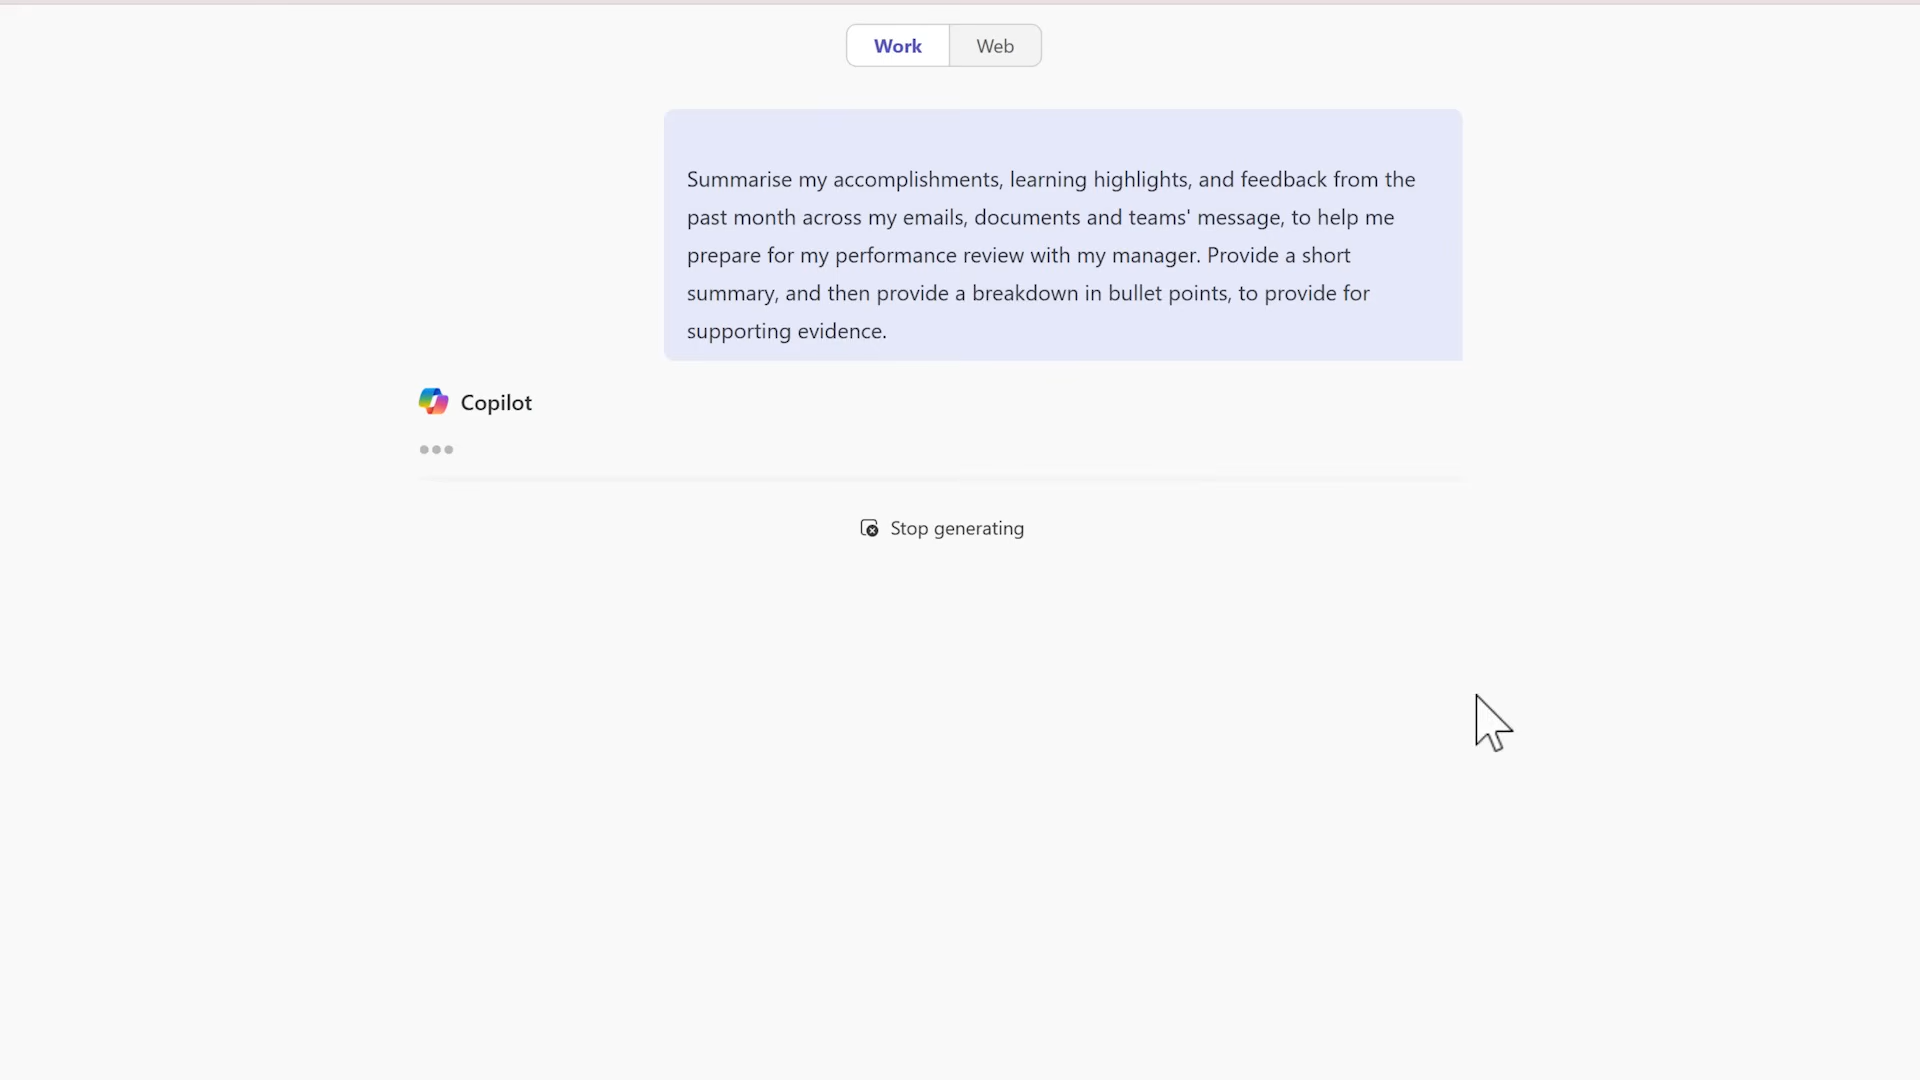 Work
Web
Summarise my accomplishments, learning highlights, and feedback from the
past month across my emails, documents and teams' message, to help me
prepare for my performance review with my manager. Provide a short
summary, and then provide a breakdown in bullet points, to provide for
supporting evidence.
Copilot
Stop generating